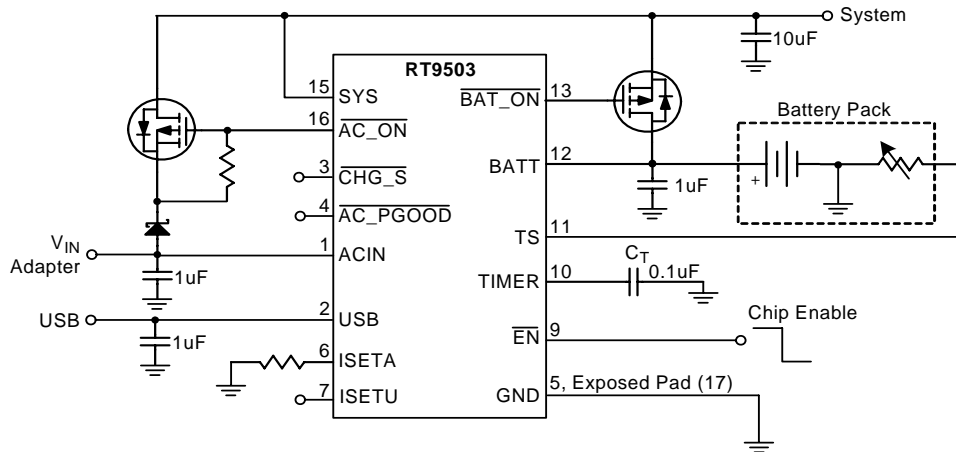 System
10uF
RT9503
15
SYS
BAT_ON
13
16
AC_ON
Battery Pack
3
CHG_S
BATT
12
1uF
+
4
AC_PGOOD
V_IN
Adapter
1
ACIN
TS
11
1uF
TIMER
10
C_T
0.1uF
USB
2
USB
1uF
EN
9
Chip Enable
6
ISETA
7
ISETU
GND
5, Exposed Pad (17)